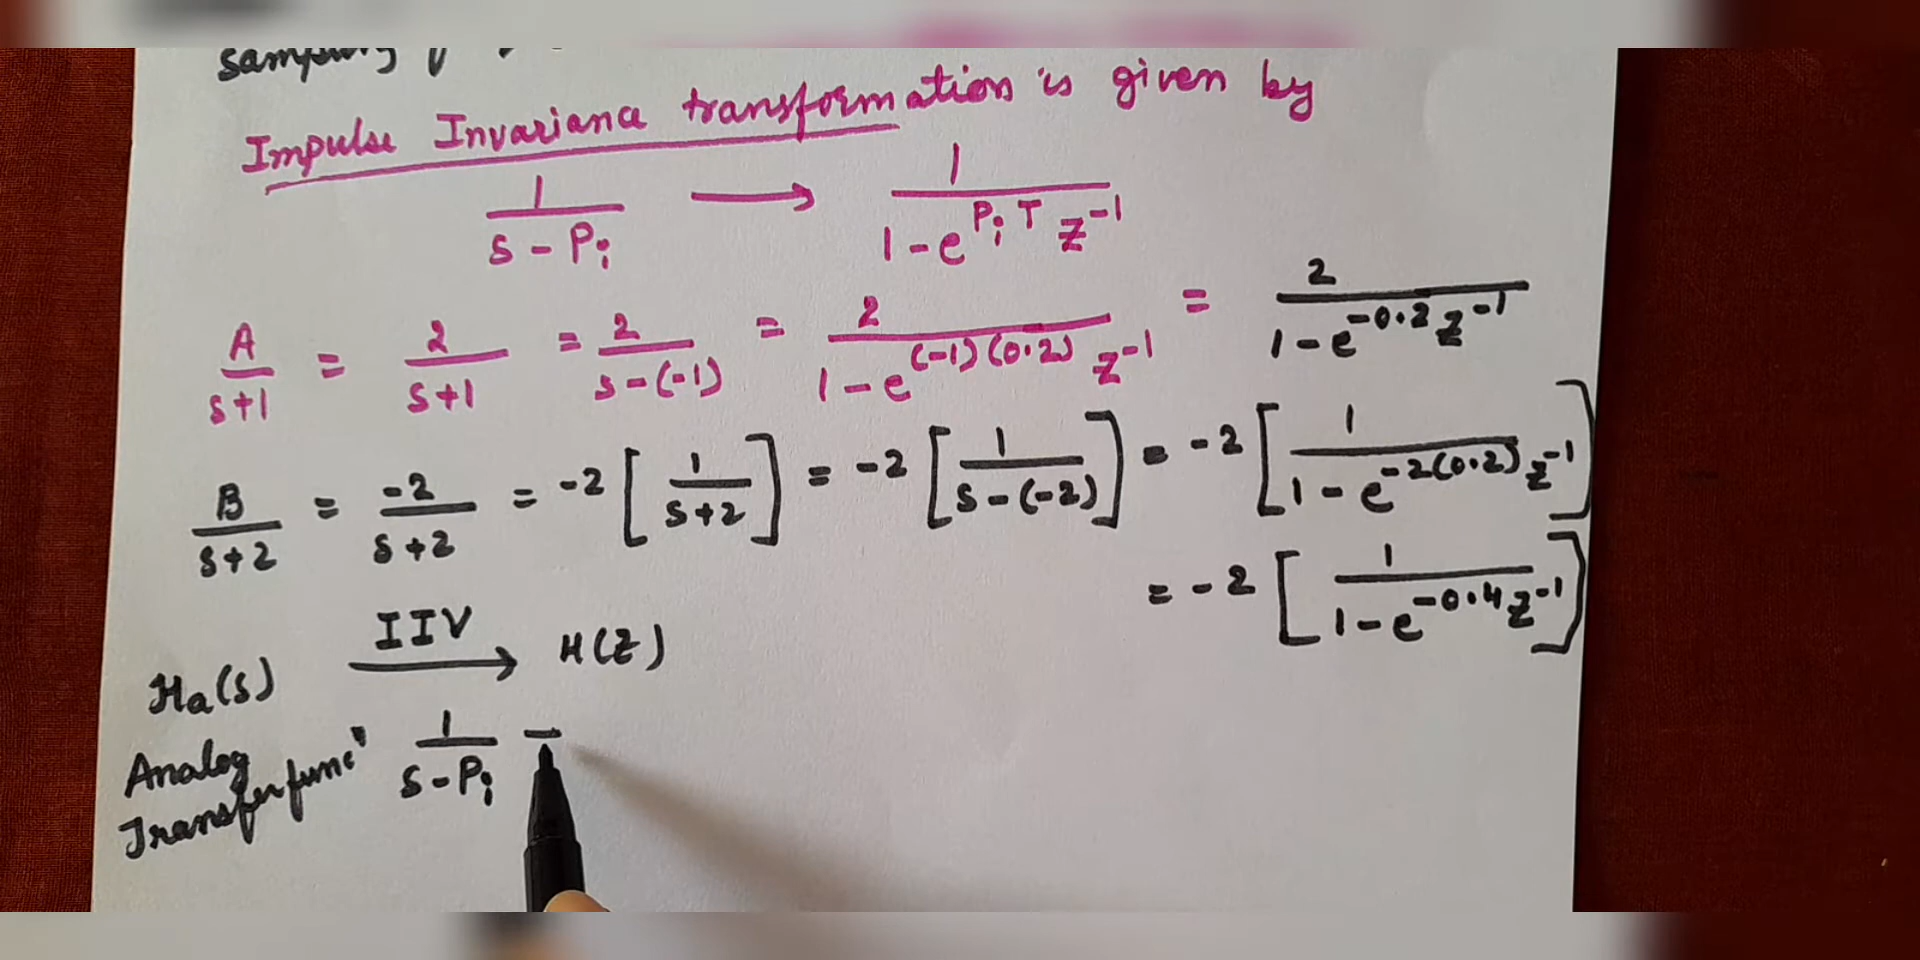 sampling
Impulse Invariance transformation is given by
1/(s - Pi) → 1/(1 - e^(Pi T) z^-1)
A/(s+1) = 2/(s+1) = 2/(s-(-1)) = 2/(1 - e^((-1)(0.2)) z^-1) = 2/(1 - e^(-0.2) z^-1)
B/(s+2) = -2/(s+2) = -2[1/(s+2)] = -2[1/(s-(-2))] = -2[1/(1 - e^(-2(0.2)) z^-1)]
= -2[1/(1 - e^(-0.4) z^-1)]
Ha(s) IIV → H(Z)
Analog
Transfer func' 1/(s - Pi) -